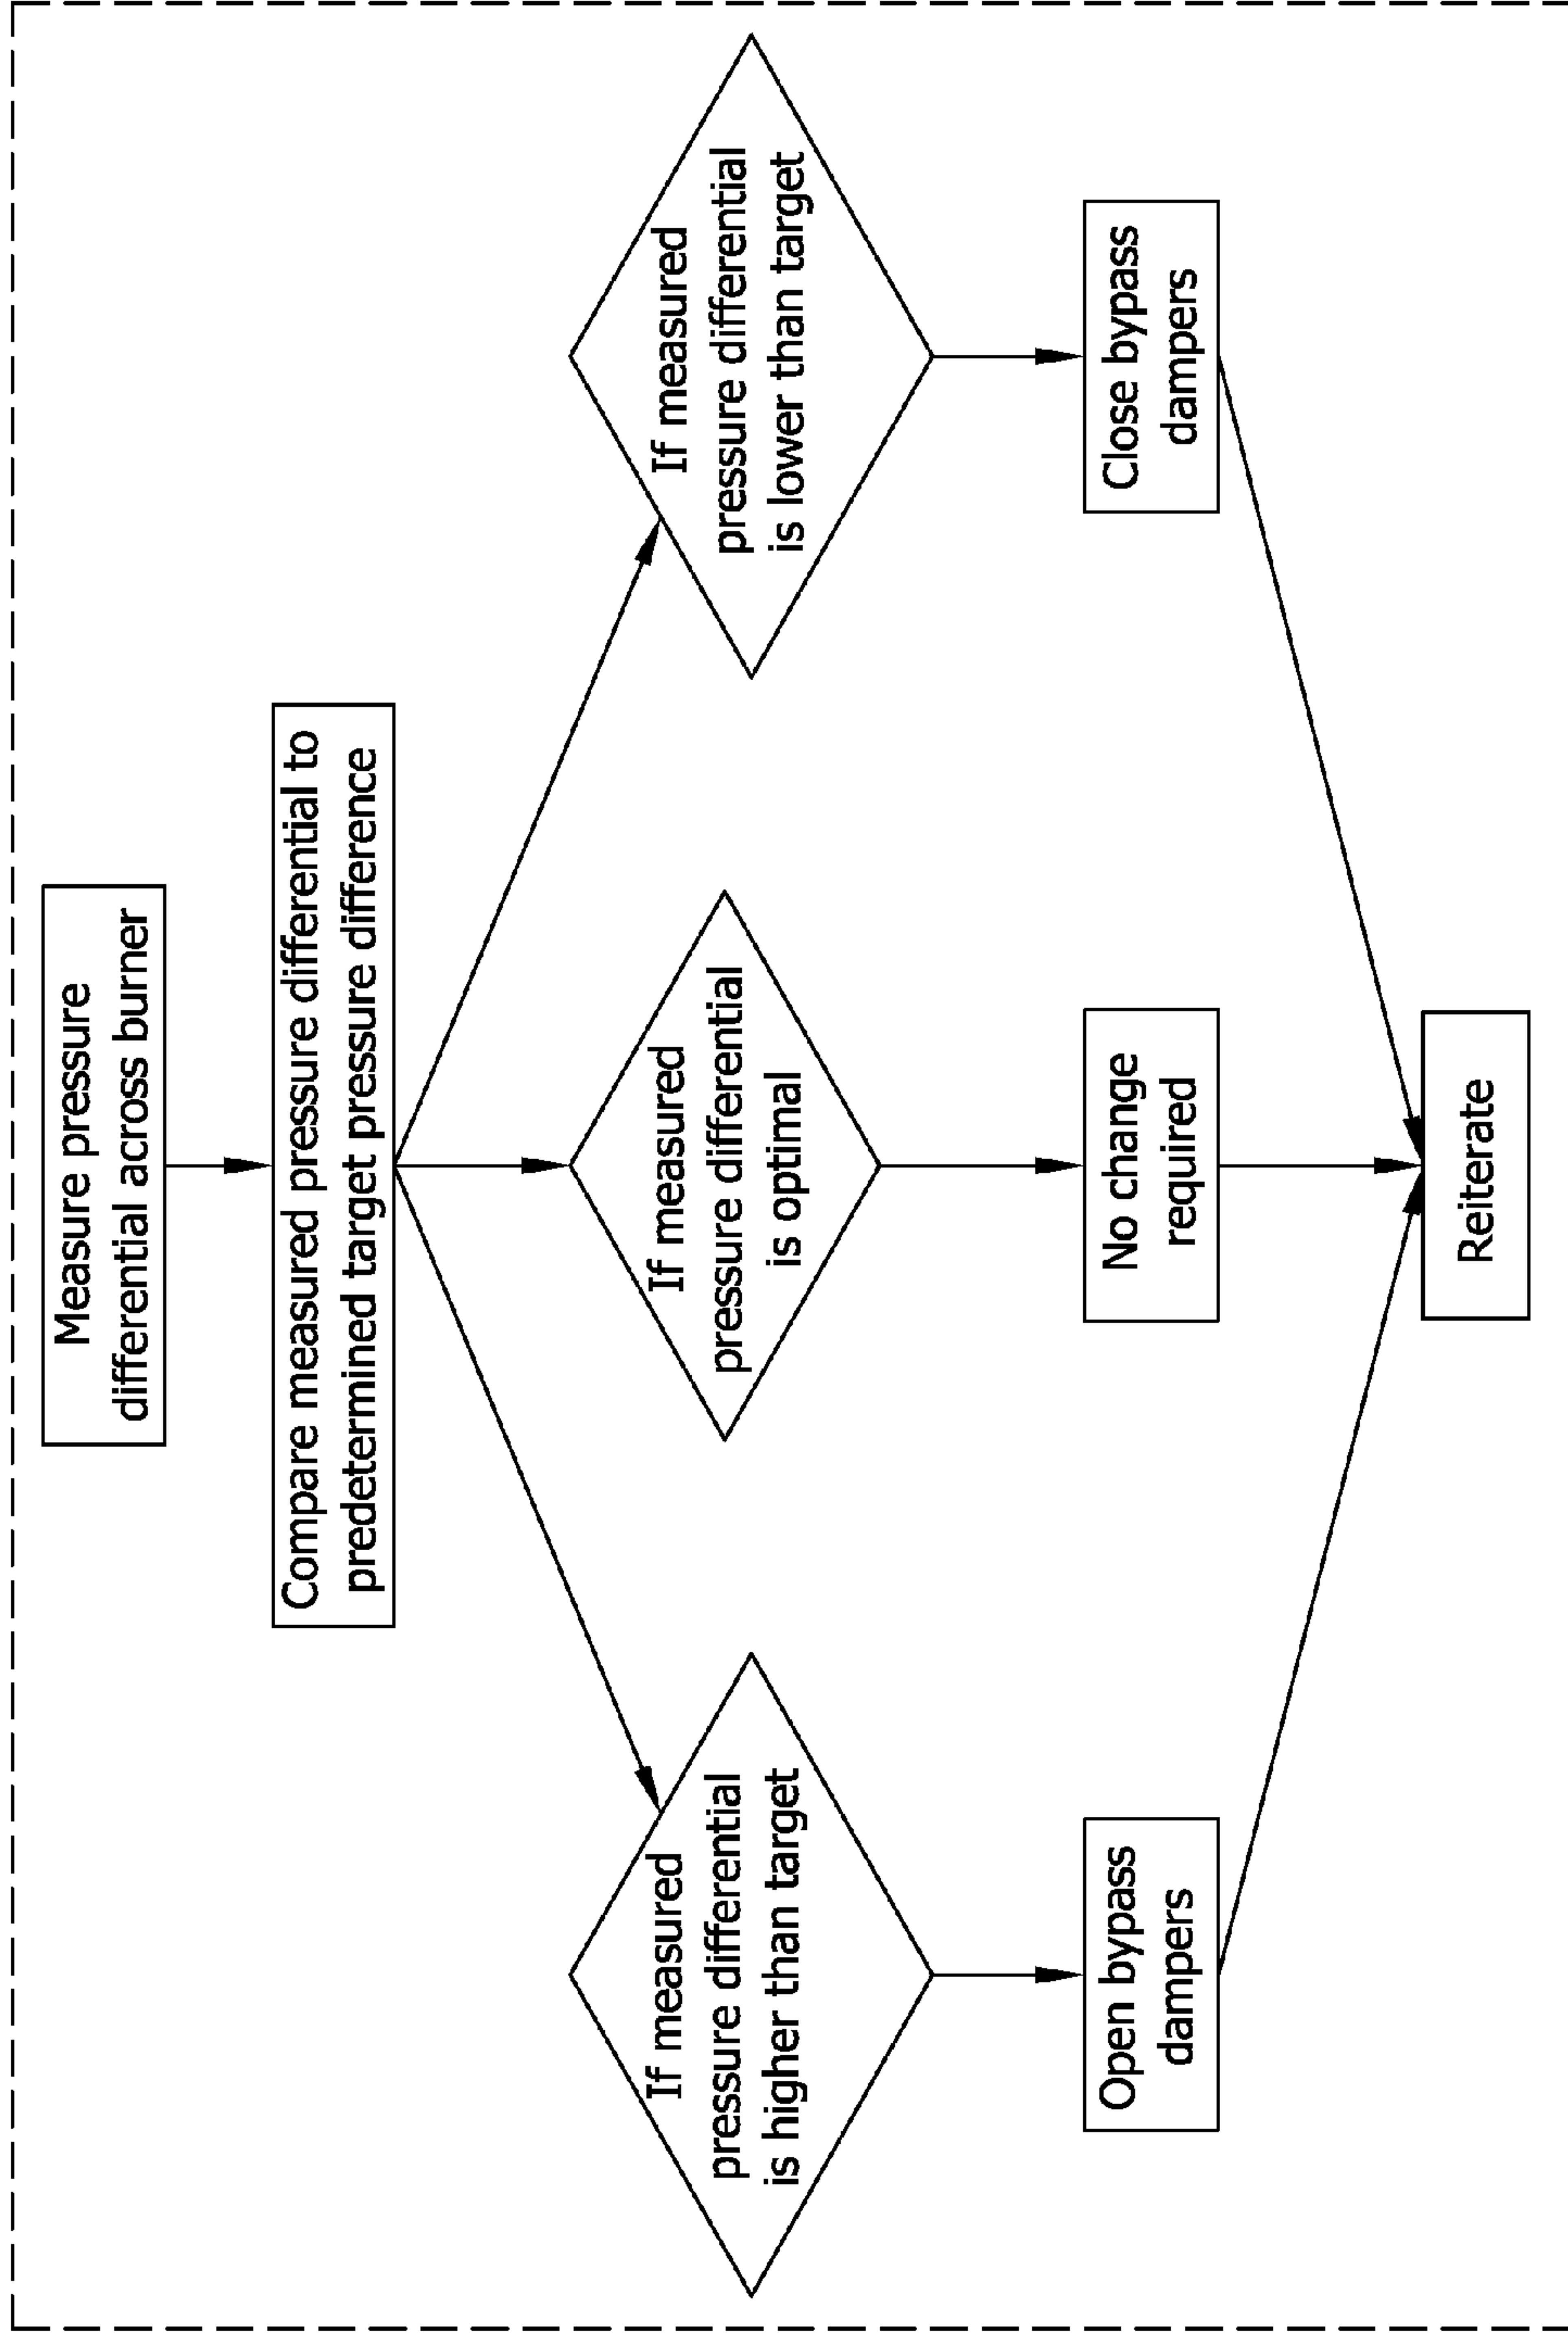 Measure pressure
differential across burner
Compare measured pressure differential to
predetermined target pressure difference
If measured
pressure differential
is higher than target
If measured
pressure differential
is optimal
If measured
pressure differential
is lower than target
Open bypass
dampers
No change
required
Close bypass
dampers
Reiterate